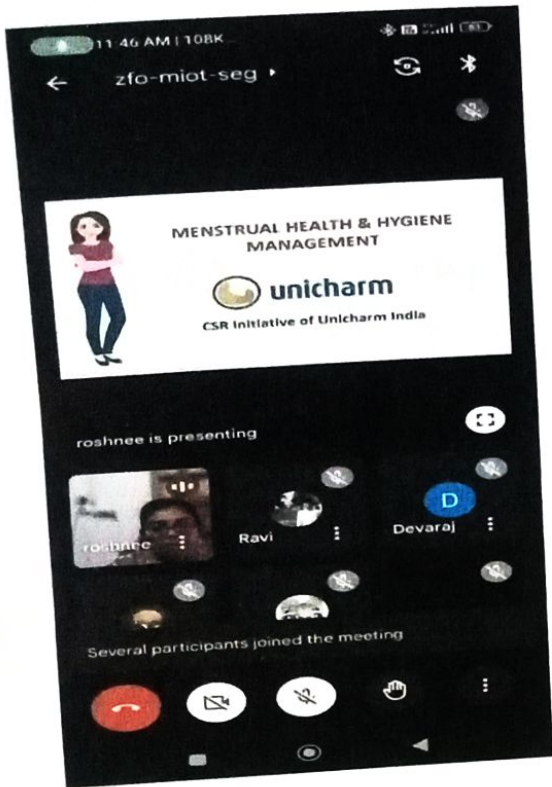 11:46 AM | 108K
63
zfo-miot-seg
MENSTRUAL HEALTH & HYGIENE
MANAGEMENT
unicharm
CSR Initiative of Unicharm India
roshnee is presenting
roshnee
Ravi
D
Devaraj
Several participants joined the meeting